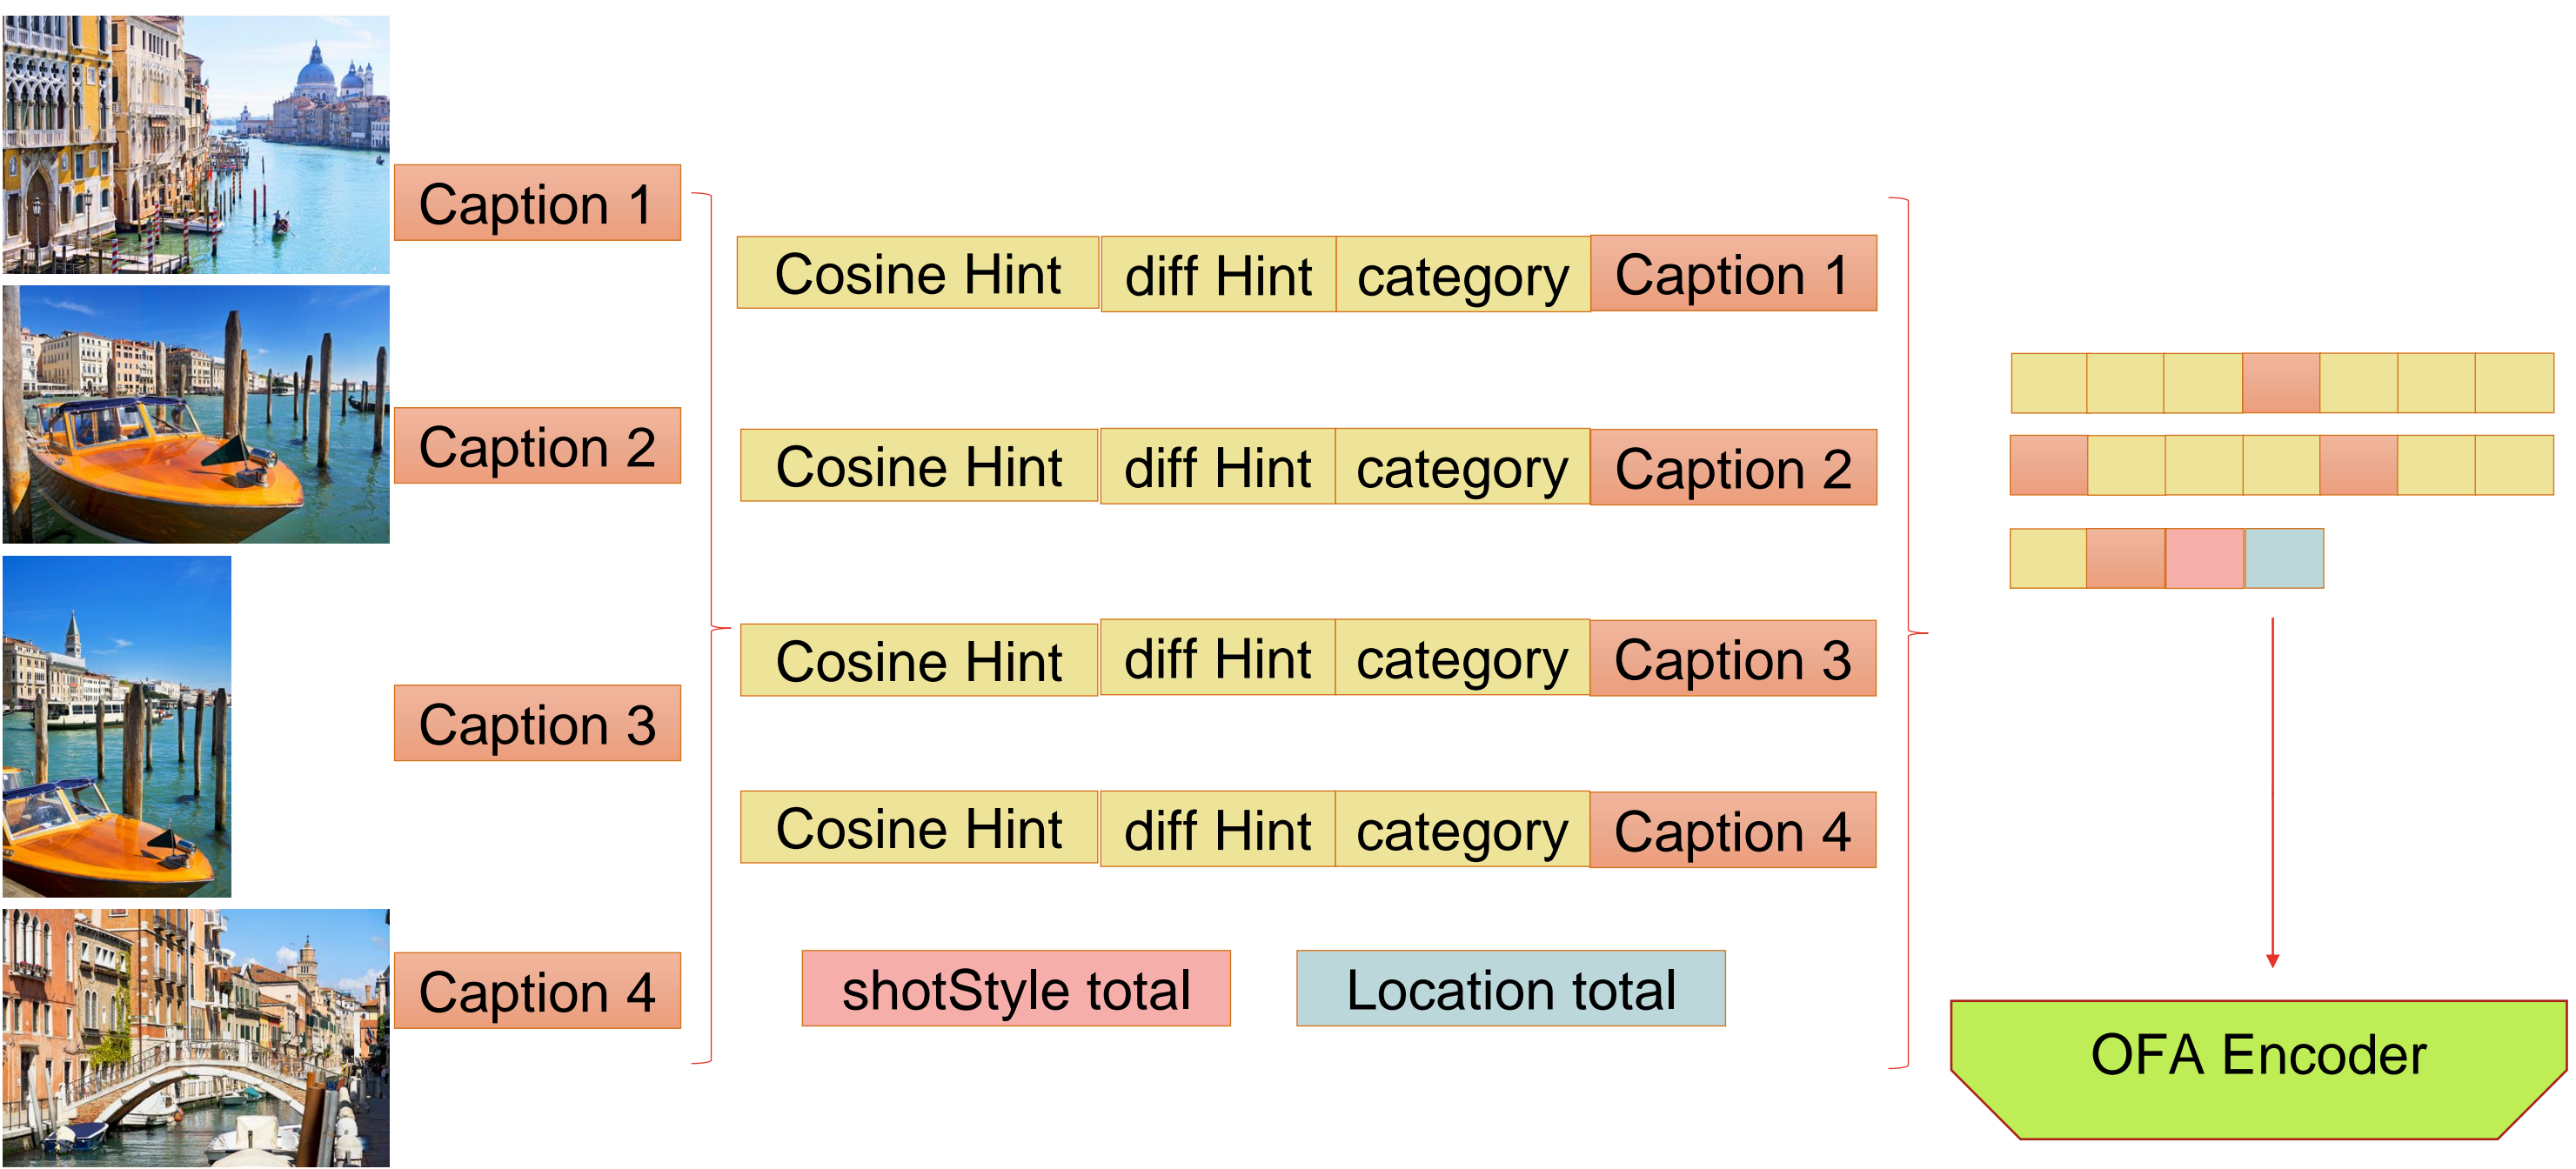 Caption 1
Caption 2
Caption 3
Caption 4
Cosine Hint diff Hint category Caption 1
Cosine Hint diff Hint category Caption 2
Cosine Hint diff Hint category Caption 3
Cosine Hint diff Hint category Caption 4
shotStyle total Location total
OFA Encoder